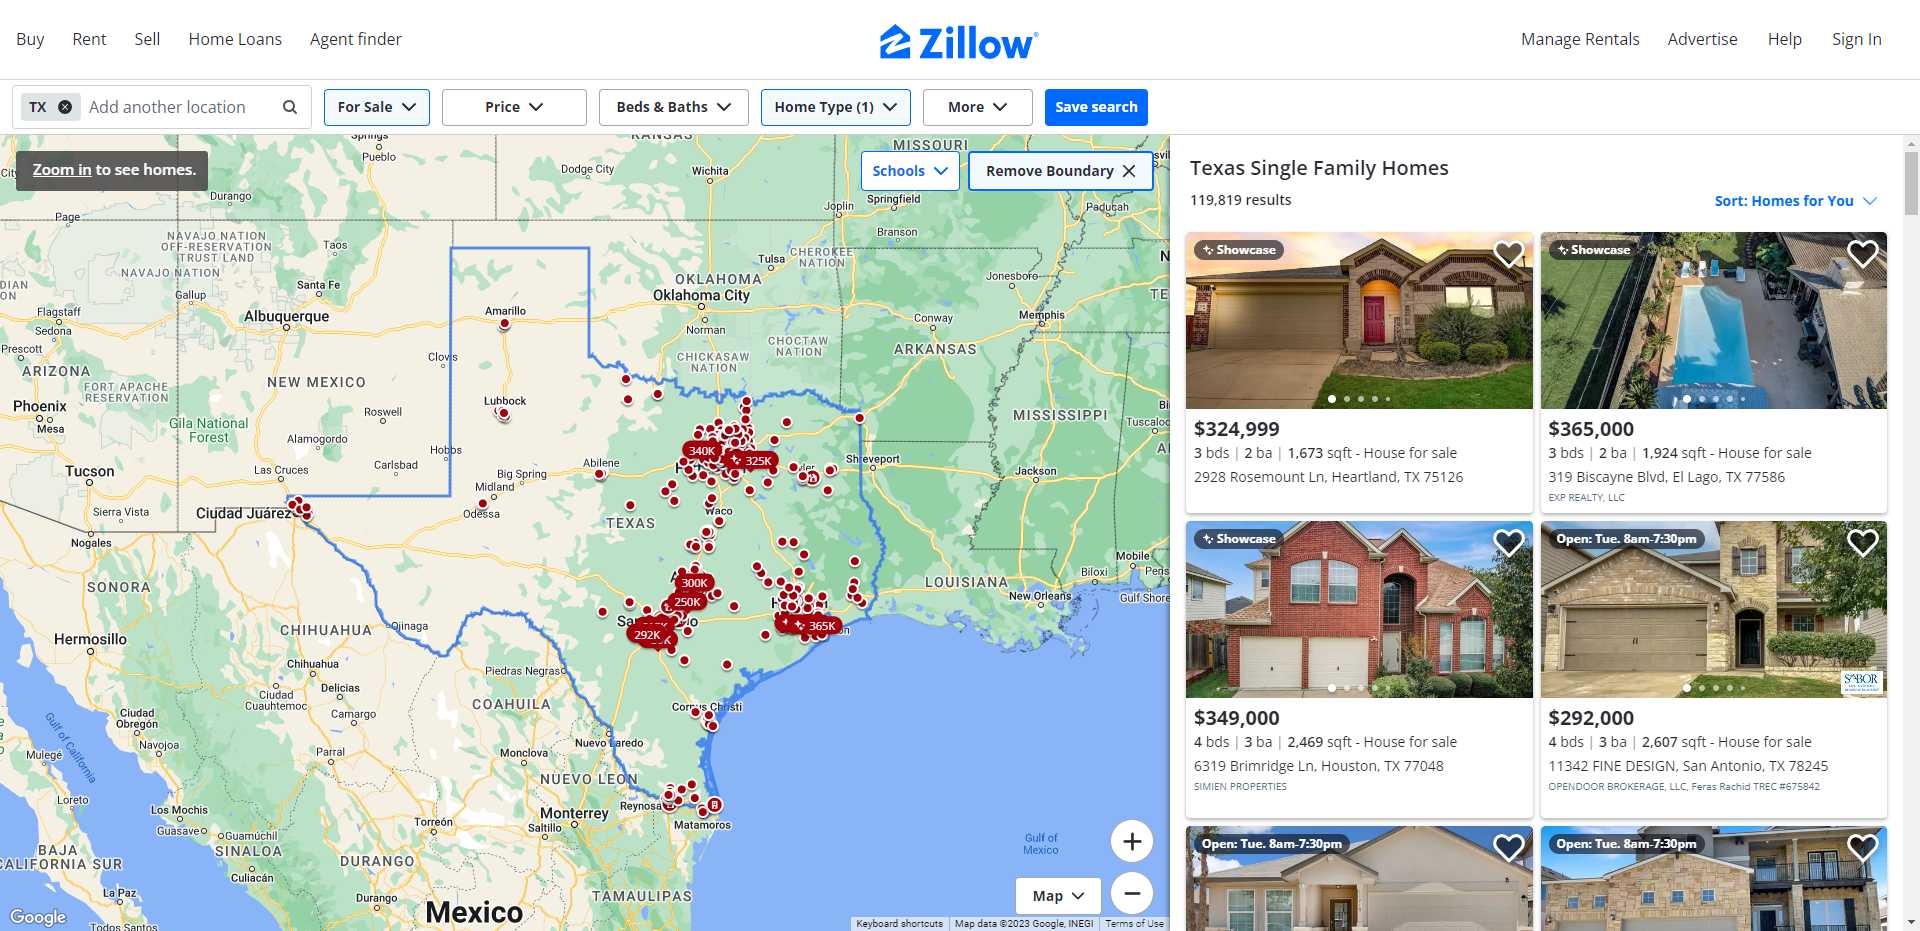 Buy
Rent
Sell
Home Loans
Agent finder
Zillow
Manage Rentals
Advertise
Help
Sign In
TX
Add another location
For Sale
Price
Beds & Baths
Home Type (1)
More
Save search
Zoom in to see homes.
Schools
Remove Boundary
Springs
Pueblo
KANSAS
Dodge City
Wichita
MISSOURI
Joplin
Springfield
Branson
Paducah
Durango
Page
NAVAJO NATION
OFF-RESERVATION
TRUST LAND
NAVAJO NATION
Taos
Santa Fe
Gallup
Albuquerque
Flagstaff
Sedona
Prescott
ARIZONA
FORT APACHE
RESERVATION
Phoenix
Mesa
Gila National
Forest
NEW MEXICO
Roswell
Alamogordo
Clovis
Hobbs
Carlsbad
Las Cruces
Tucson
Sierra Vista
Nogales
Ciudad Juárez
Amarillo
Lubbock
Big Spring
Midland
Odessa
Abilene
Tulsa
CHEROKEE
NATION
OKLAHOMA
Oklahoma City
Norman
CHICKASAW
NATION
CHOCTAW
NATION
Jonesboro
Memphis
Conway
ARKANSAS
MISSISSIPPI
Tuscaloosa
Jackson
Shreveport
340K
325K
Waco
TEXAS
300K
250K
292K
365K
LOUISIANA
New Orleans
Biloxi
Mobile
Gulf Shores
SONORA
Hermosillo
CHIHUAHUA
Ojinaga
Chihuahua
Delicias
Ciudad
Cuauhtemoc
Camargo
Piedras Negras
COAHUILA
Corpus Christi
Nuevo Laredo
Monclova
NUEVO LEON
Monterrey
Reynosa
Matamoros
Saltillo
Torreón
Parral
Ciudad
Obregón
Navojoa
Gulf of California
Mulegé
Loreto
Los Mochis
Guasave
Guamúchil
SINALOA
Culiacán
DURANGO
Durango
BAJA
CALIFORNIA SUR
La Paz
Todos Santos
TAMAULIPAS
Mexico
Gulf of
Mexico
Map
Google
Keyboard shortcuts
Map data ©2023 Google, INEGI
Terms of Use
Texas Single Family Homes
119,819 results
Sort: Homes for You
Showcase
$324,999
3 bds | 2 ba | 1,673 sqft - House for sale
2928 Rosemount Ln, Heartland, TX 75126
Showcase
$365,000
3 bds | 2 ba | 1,924 sqft - House for sale
319 Biscayne Blvd, El Lago, TX 77586
EXP REALTY, LLC
Showcase
$349,000
4 bds | 3 ba | 2,469 sqft - House for sale
6319 Brimridge Ln, Houston, TX 77048
SIMIEN PROPERTIES
Open: Tue. 8am-7:30pm
SABOR
$292,000
4 bds | 3 ba | 2,607 sqft - House for sale
11342 FINE DESIGN, San Antonio, TX 78245
OPENDOOR BROKERAGE, LLC, Feras Rachid TREC #675842
Open: Tue. 8am-7:30pm
Open: Tue. 8am-7:30pm